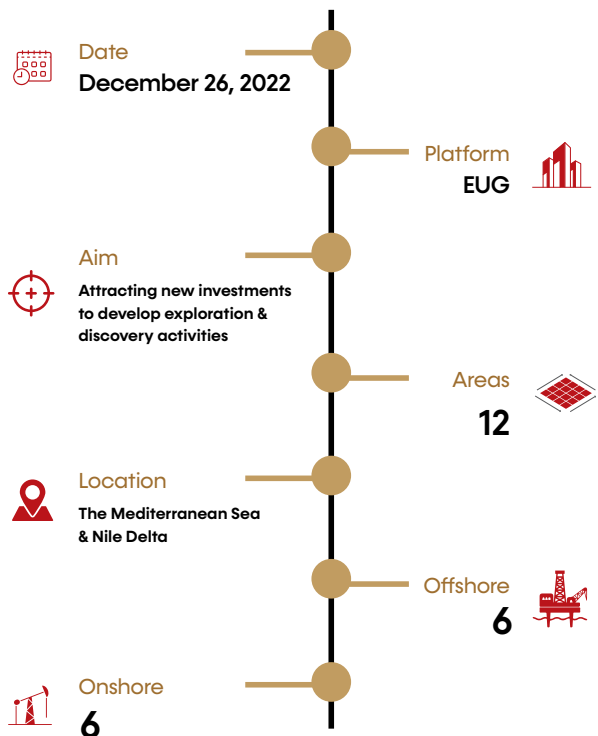 Date
December 26, 2022
Platform
EUG
Aim
Attracting new investments
to develop exploration &
discovery activities
Areas
12
Location
The Mediterranean Sea
& Nile Delta
Offshore
6
Onshore
6